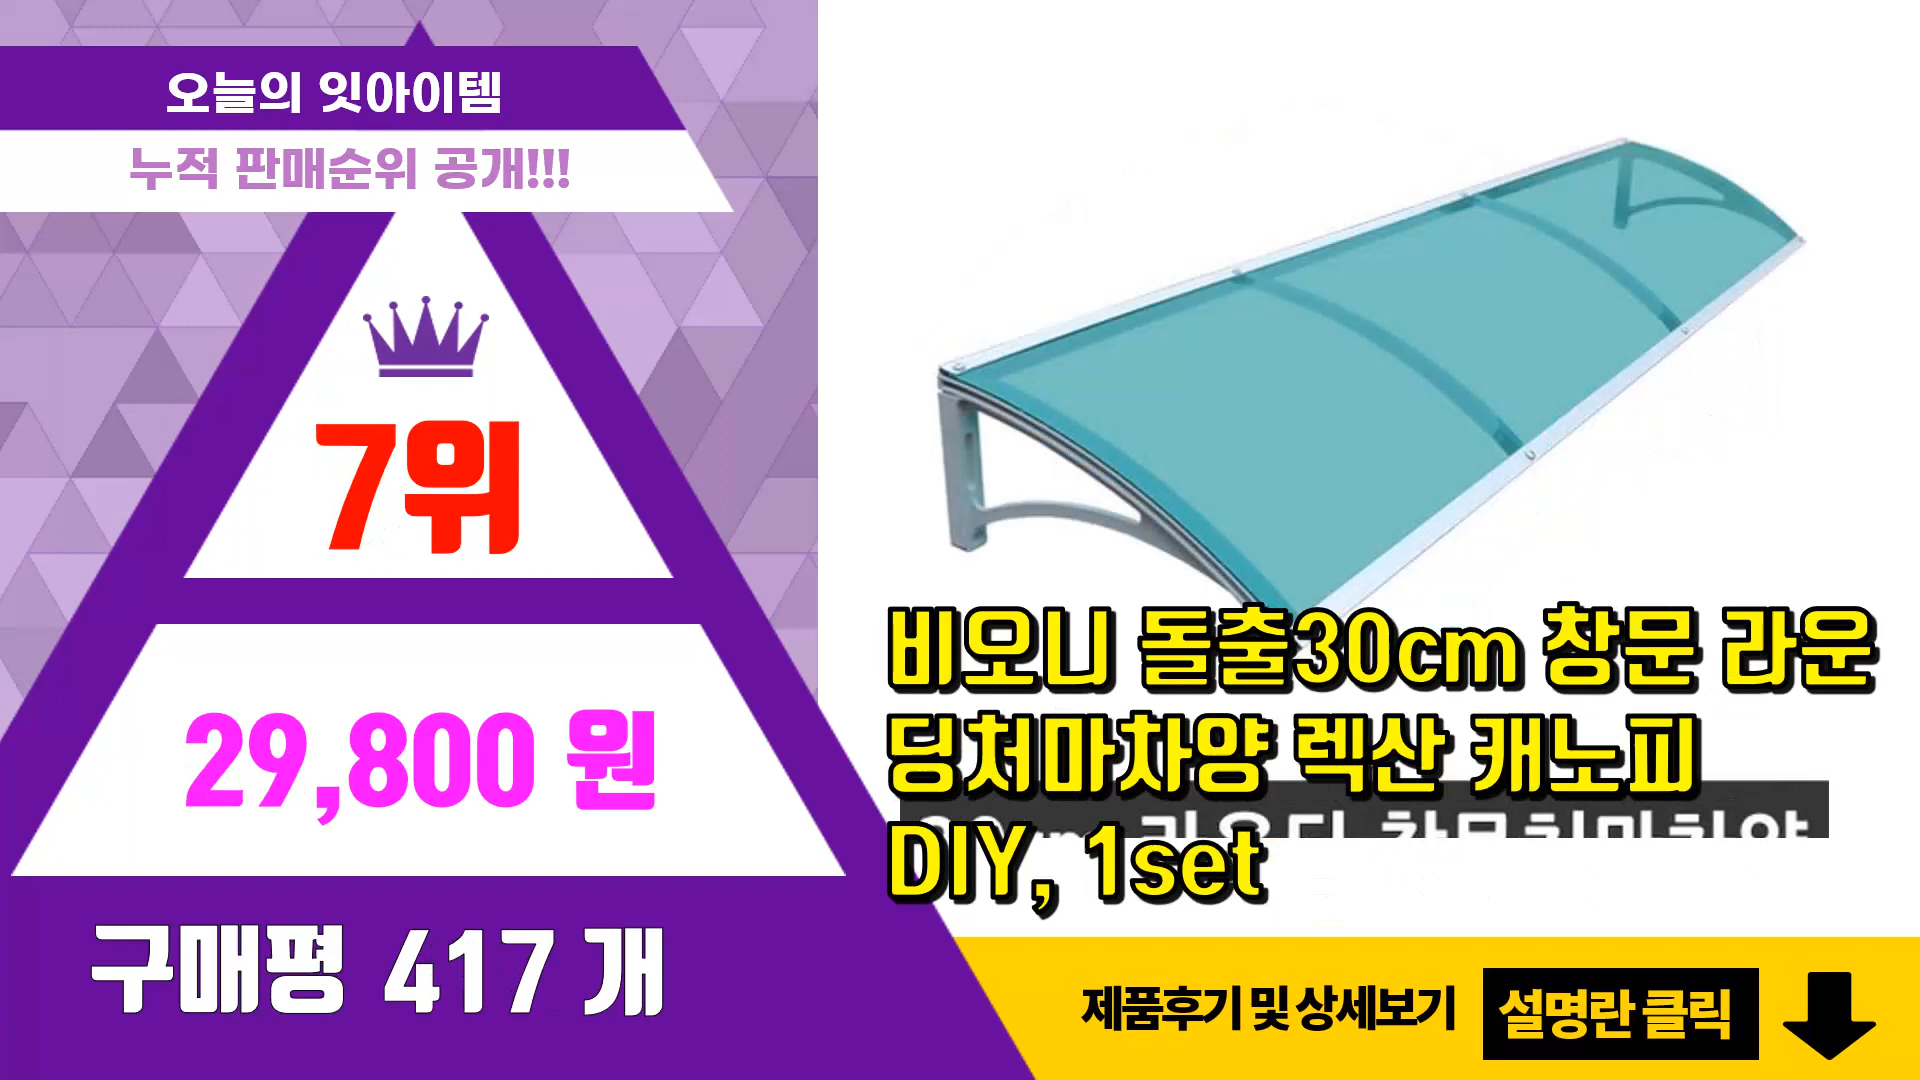 오늘의 잇아이템
누적 판매순위 공개!!!
7위
29,800 원
구매평 417 개
비오니 돌출30cm 창문 라운
딩처마차양 렉산 캐노피
DIY, 1set
제품후기 및 상세보기
설명란 클릭